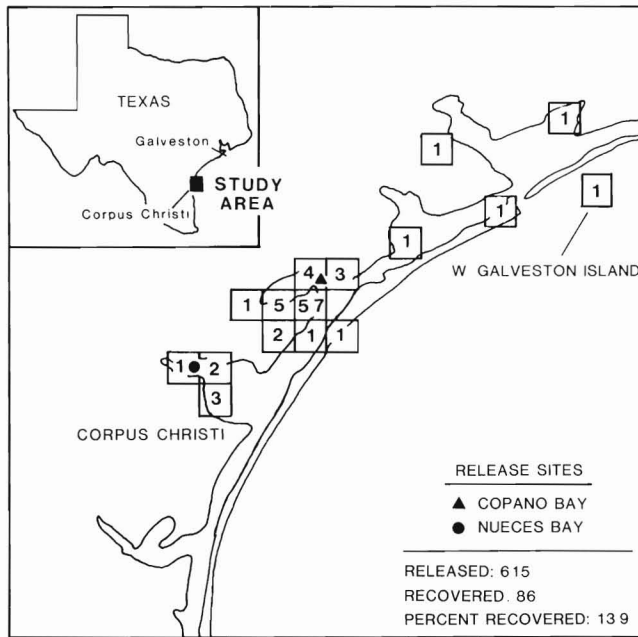 TEXAS
Galveston
STUDY
AREA
Corpus Christi
1
1
1
1
1
W GALVESTON ISLAND
4 3
1 5 57
2 1 1
1 2
3
CORPUS CHRISTI
RELEASE SITES
▲ COPANO BAY
● NUECES BAY
RELEASED: 615
RECOVERED. 86
PERCENT RECOVERED: 13 9